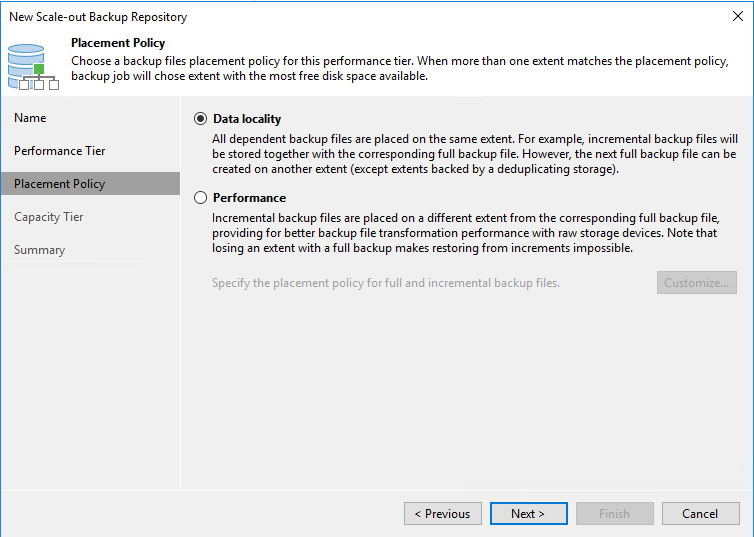 New Scale-out Backup Repository
Placement Policy
Choose a backup files placement policy for this performance tier. When more than one extent matches the placement policy,
backup job will chose extent with the most free disk space available.
Name
Performance Tier
Placement Policy
Capacity Tier
Summary
Data locality
All dependent backup files are placed on the same extent. For example, incremental backup files will
be stored together with the corresponding full backup file. However, the next full backup file can be
created on another extent (except extents backed by a deduplicating storage).
Performance
Incremental backup files are placed on a different extent from the corresponding full backup file,
providing for better backup file transformation performance with raw storage devices. Note that
losing an extent with a full backup makes restoring from increments impossible.
Specify the placement policy for full and incremental backup files.
Customize...
< Previous
Next >
Finish
Cancel